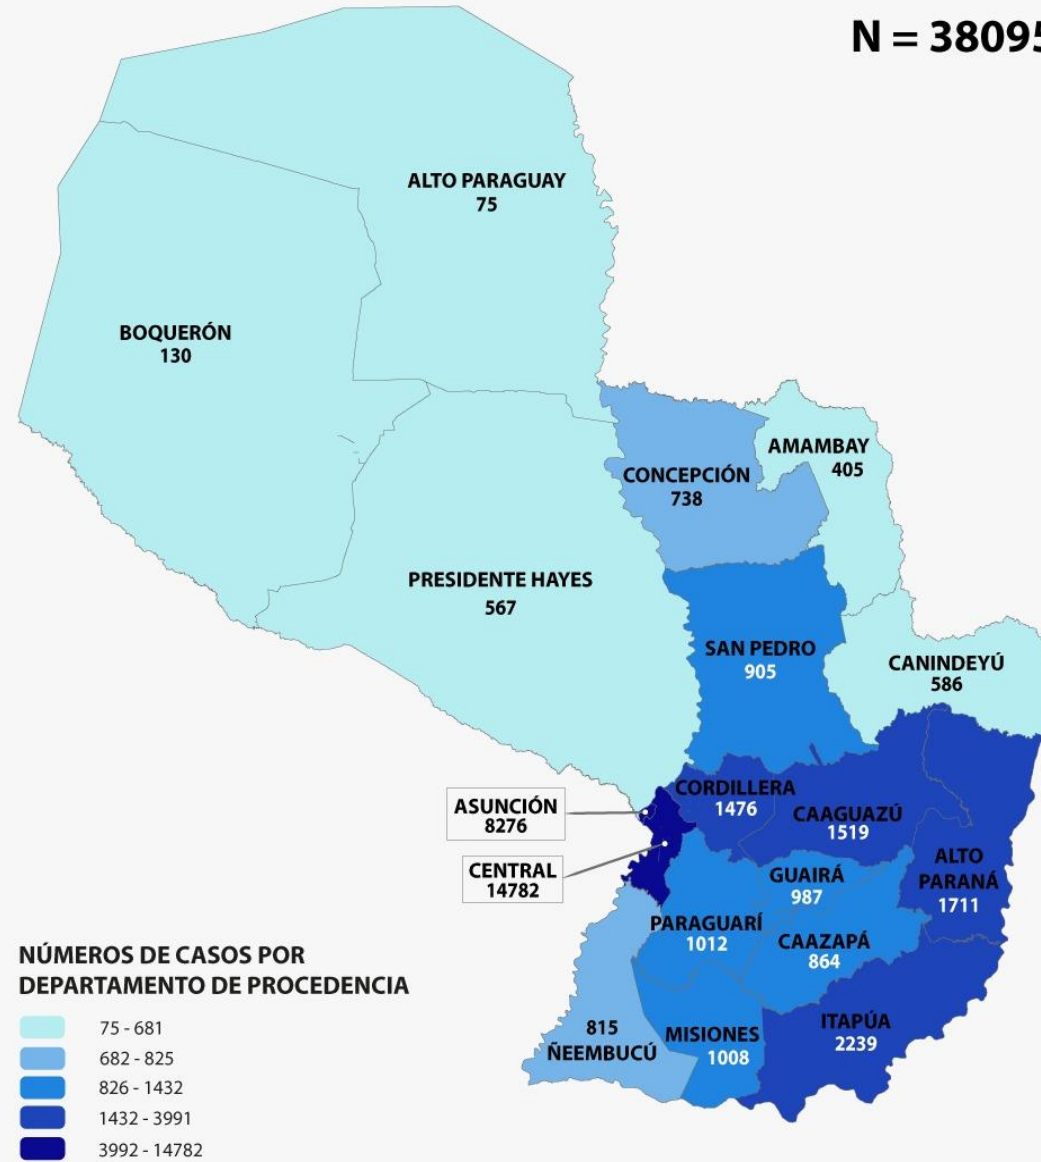 N = 38095
ALTO PARAGUAY
75
BOQUERÓN
130
AMAMBAY
405
CONCEPCIÓN
738
PRESIDENTE HAYES
567
SAN PEDRO
905
CANINDEYÚ
586
ASUNCIÓN
8276
CORDILLERA
1476
CAAGUAZÚ
1519
CENTRAL
14782
ALTO
PARANÁ
1711
GUAIRÁ
987
PARAGUARÍ
1012
CAAZAPÁ
864
815
ÑEEMBUCÚ
MISIONES
1008
ITAPÚA
2239
NÚMEROS DE CASOS POR
DEPARTAMENTO DE PROCEDENCIA
75 - 681
682 - 825
826 - 1432
1432 - 3991
3992 - 14782